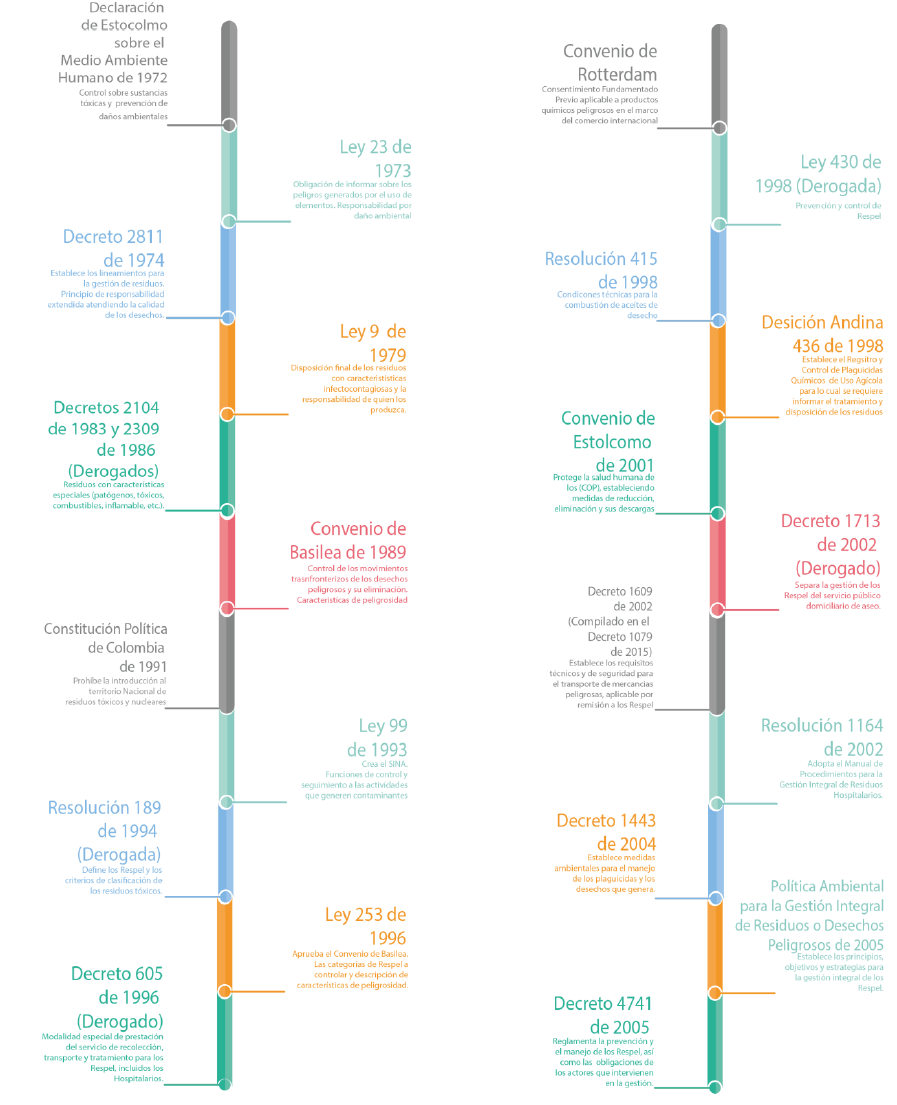 Declaración
de Estocolmo
sobre el
Medio Ambiente
Humano de 1972
Control sobre sustancias
tóxicas y prevención de
daños ambientales
Ley 23 de
1973
Obligación de informar sobre los
peligros generados por el uso de
elementos. Responsabilidad por
daño ambiental
Decreto 2811
de 1974
Establece los lineamientos para
la gestión de residuos.
Principio de responsabilidad
extendida atendiendo la calidad
de los desechos.
Ley 9 de
1979
Disposición final de los residuos
con caracterististicas
infectocontagiosas y la
responsabilidad de quien los
produzca.
Decretos 2104
de 1983 y 2309
de 1986
(Derogados)
Residuos con características
especiales (patógenos, tóxicos,
combustibles, inflamable, etc.).
Convenio de
Basilea de 1989
Control de los movimientos
trasnfronterizos de los desechos
peligrosos y su eliminación.
Características de peligrosidad
Constitución Política
de Colombia
de 1991
Prohíbe la introducción al
territorio Nacional de
residuos tóxicos y nucleares
Ley 99
de 1993
Crea el SINA.
Funciones de control y
seguimiento a las actividades
que generen contaminantes
Resolución 189
de 1994
(Derogada)
Define los Respel y los
criterios de clasificación de
los residuos tóxicos.
Ley 253 de
1996
Aprueba el Convenio de Basilea.
Las categorías de Respel a
controlar y descripción de
características de peligrosidad.
Decreto 605
de 1996
(Derogado)
Modalidad especial de prestación
del servicio de recolección,
transporte y tratamiento para los
Respel, incluidos los
Hospitalarios.
Convenio de
Rotterdam
Consentimiento Fundamentado
Previo aplicable a productos
químicos peligrosos en el marco
del comercio internacional
Ley 430 de
1998 (Derogada)
Prevención y control de
Respel
Resolución 415
de 1998
Condicones técnicas para la
combustión de aceites de
desecho
Desición Andina
436 de 1998
Establece el Regsitro y
Control de Plaguicidas
Químicos de Uso Agícola
para lo cual se requiere
informar el tratamiento y
disposición de los residuos
Convenio de
Estolcomo
de 2001
Protege la salud humana de
los (COP), estableciendo
medidas de reducción,
eliminación y sus descargas
Decreto 1713
de 2002
(Derogado)
Separa la gestión de los
Respel del servicio público
domiciliario de aseo.
Decreto 1609
de 2002
(Compilado en el
Decreto 1079
de 2015)
Establece los requisitos
técnicos y de seguridad para
el transporte de mercancías
peligrosas, aplicable por
remisión a los Respel
Resolución 1164
de 2002
Adopta el Manual de
Procedimientos para la
Gestión Integral de Residuos
Hospitalarios.
Decreto 1443
de 2004
Establece medidas
ambientales para el manejo
de los plaguicidas y los
desechos que genera.
Política Ambiental
para la Gestión Integral
de Residuos o Desechos
Peligrosos de 2005
Establece los principios,
objetivos y estrategias para
la gestión integral de los
Respel.
Decreto 4741
de 2005
Reglamenta la prevención y
el manejo de los Respel, así
como las obligaciones de
los actores que intervienen
en la gestión.